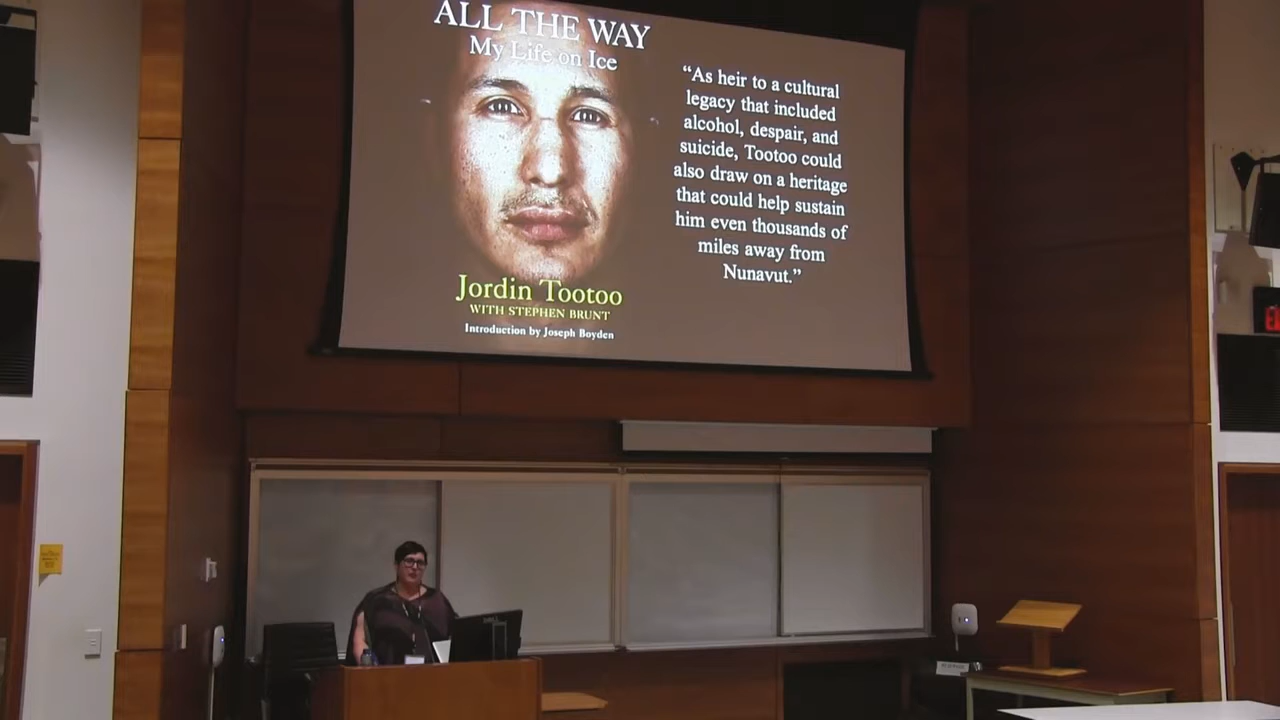 ALL THE WAY
My Life on Ice
Jordin Tootoo
WITH STEPHEN BRUNT
Introduction by Joseph Boyden
“As heir to a cultural
legacy that included
alcohol, despair, and
suicide, Tootoo could
also draw on a heritage
that could help sustain
him even thousands of
miles away from
Nunavut.”